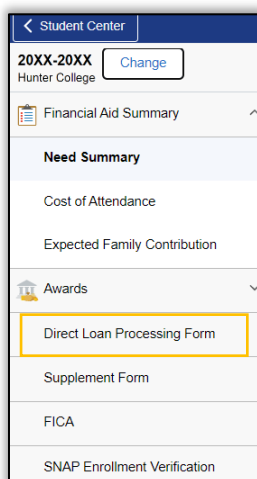 Student Center
20XX-20XX
Change
Hunter College
Financial Aid Summary
Need Summary
Cost of Attendance
Expected Family Contribution
Awards
Direct Loan Processing Form
Supplement Form
FICA
SNAP Enrollment Verification